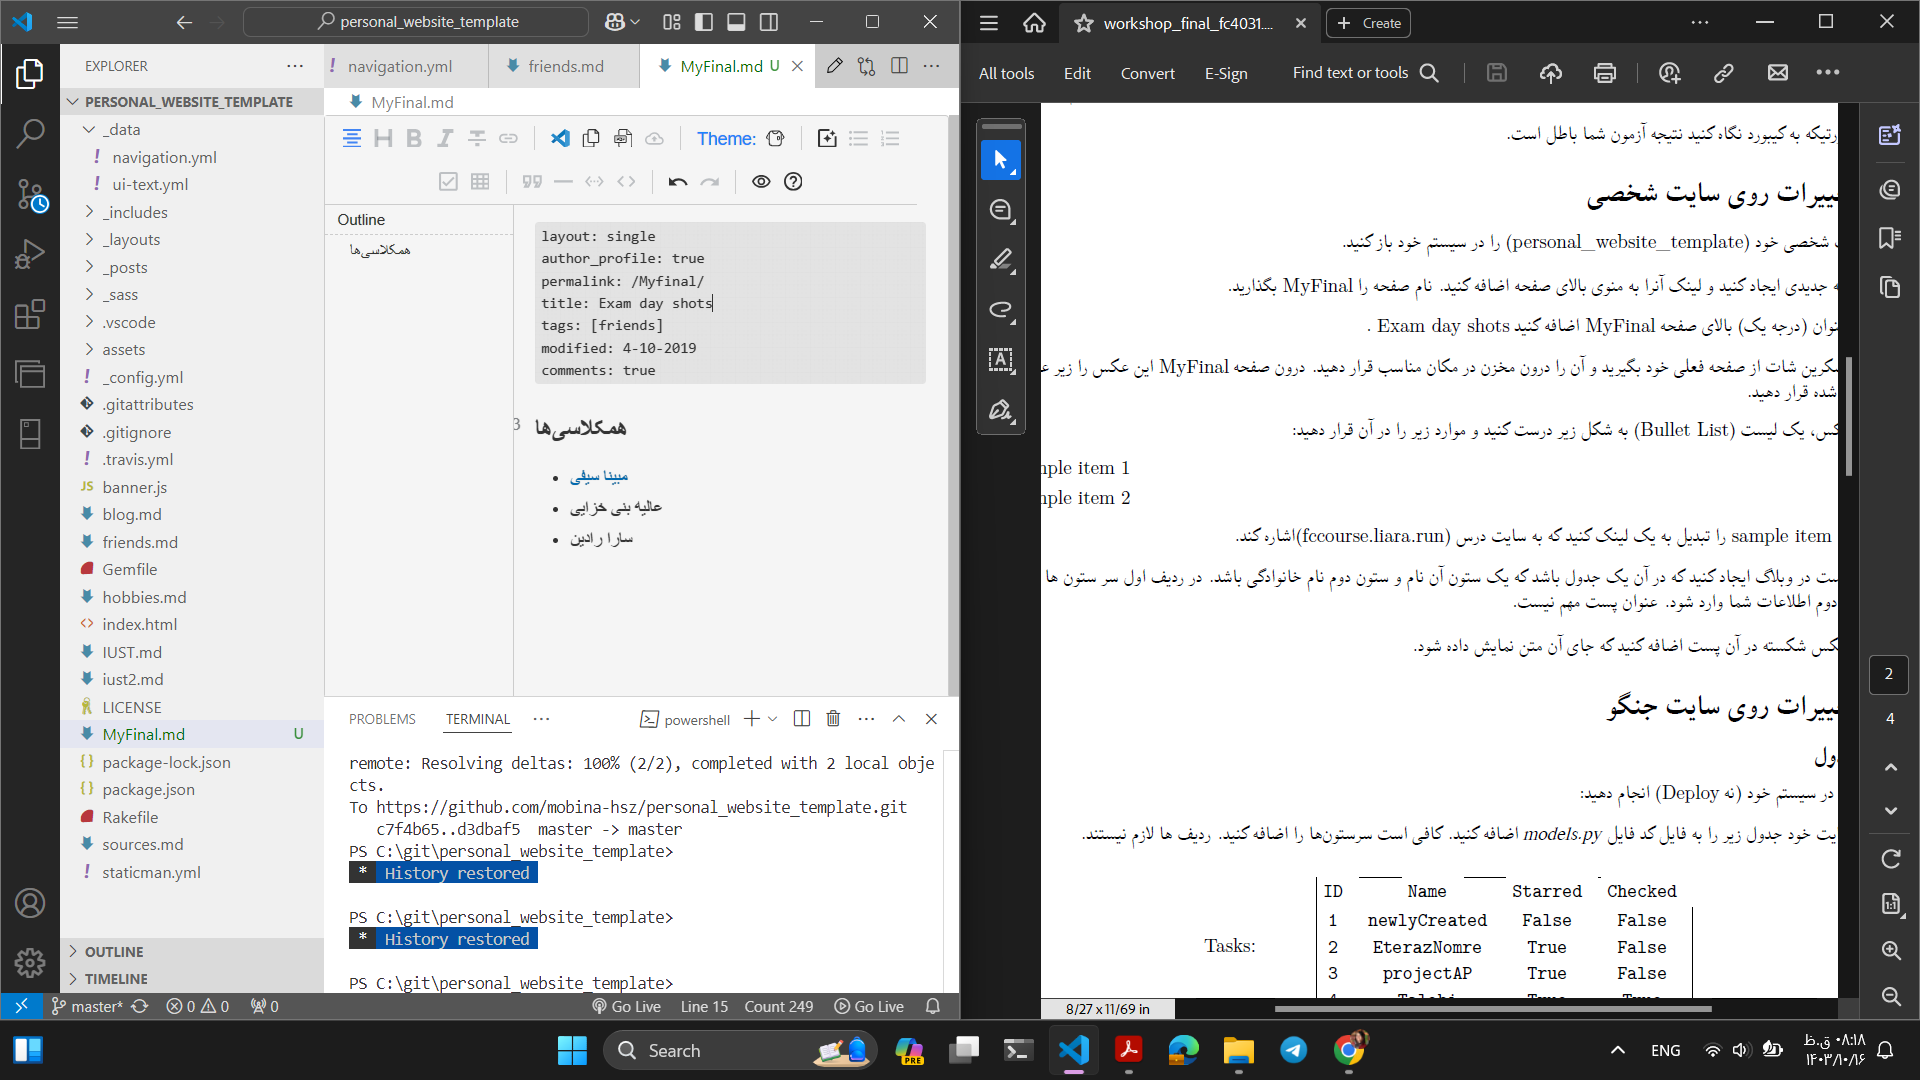 personal_website_template
EXPLORER
PERSONAL_WEBSITE_TEMPLATE
_data
navigation.yml
ui-text.yml
_includes
_layouts
_posts
_sass
.vscode
assets
_config.yml
.gitattributes
.gitignore
.travis.yml
banner.js
blog.md
friends.md
Gemfile
hobbies.md
index.html
IUST.md
iust2.md
LICENSE
MyFinal.md U
package-lock.json
package.json
Rakefile
sources.md
staticman.yml
OUTLINE
TIMELINE
navigation.yml
friends.md
MyFinal.md U
MyFinal.md
Theme:
Outline
همکلاسی‌ها
layout: single
author_profile: true
permalink: /Myfinal/
title: Exam day shots
tags: [friends]
modified: 4-10-2019
comments: true
3 همکلاسی‌ها
• مبینا سیفی
• عالیه بنی خزایی
• سارا رادین
PROBLEMS TERMINAL
powershell
remote: Resolving deltas: 100% (2/2), completed with 2 local obje
cts.
To https://github.com/mobina-hsz/personal_website_template.git
c7f4b65..d3dbaf5 master -> master
PS C:\git\personal_website_template>
* History restored
PS C:\git\personal_website_template>
* History restored
PS C:\git\personal_website_template>
master* 0 0 0 Go Live Line 15 Count 249 Go Live
workshop_final_fc4031....
Create
All tools Edit Convert E-Sign Find text or tools
رتیکه به کیبورد نگاه کنید نتیجه آزمون شما باطل است.
ییرات روی سایت شخصی
شخصی خود (personal_website_template) را در سیستم خود باز کنید.
ه جدیدی ایجاد کنید و لینک آنرا به منوی بالای صفحه اضافه کنید. نام صفحه را MyFinal بگذارید.
نوان (درجه یک) بالای صفحه MyFinal اضافه کنید Exam day shots .
سکرین شات از صفحه فعلی خود بگیرید و آن را درون مخزن در مکان مناسب قرار دهید. درون صفحه MyFinal این عکس را زیر ع
شده قرار دهید.
کس، یک لیست (Bullet List) به شکل زیر درست کنید و موارد زیر را در آن قرار دهید:
mple item 1
mple item 2
sample item را تبدیل به یک لینک کنید که به سایت درس (fccourse.liara.run)اشاره کند.
ست در وبلاگ ایجاد کنید که در آن یک جدول باشد که یک ستون آن نام و ستون دوم نام خانوادگی باشد. در ردیف اول سر ستون ها
دوم اطلاعات شما وارد شود. عنوان پست مهم نیست.
کس شکسته در آن پست اضافه کنید که جای آن متن نمایش داده شود.
ییرات روی سایت جنگو
دول
در سیستم خود (نه Deploy) انجام دهید:
یت خود جدول زیر را به فایل کد فایل models.py اضافه کنید. کافی است سرستون‌ها را اضافه کنید. ردیف ها لازم نیستند.
Tasks:
ID Name Starred Checked
1 newlyCreated False False
2 EterazNomre True False
3 projectAP True False
8/27 x 11/69 in
2
4
Search
PRE
ENG
۰۸:۱۸ ق.ظ
۱۴۰۳/۱۰/۱۶